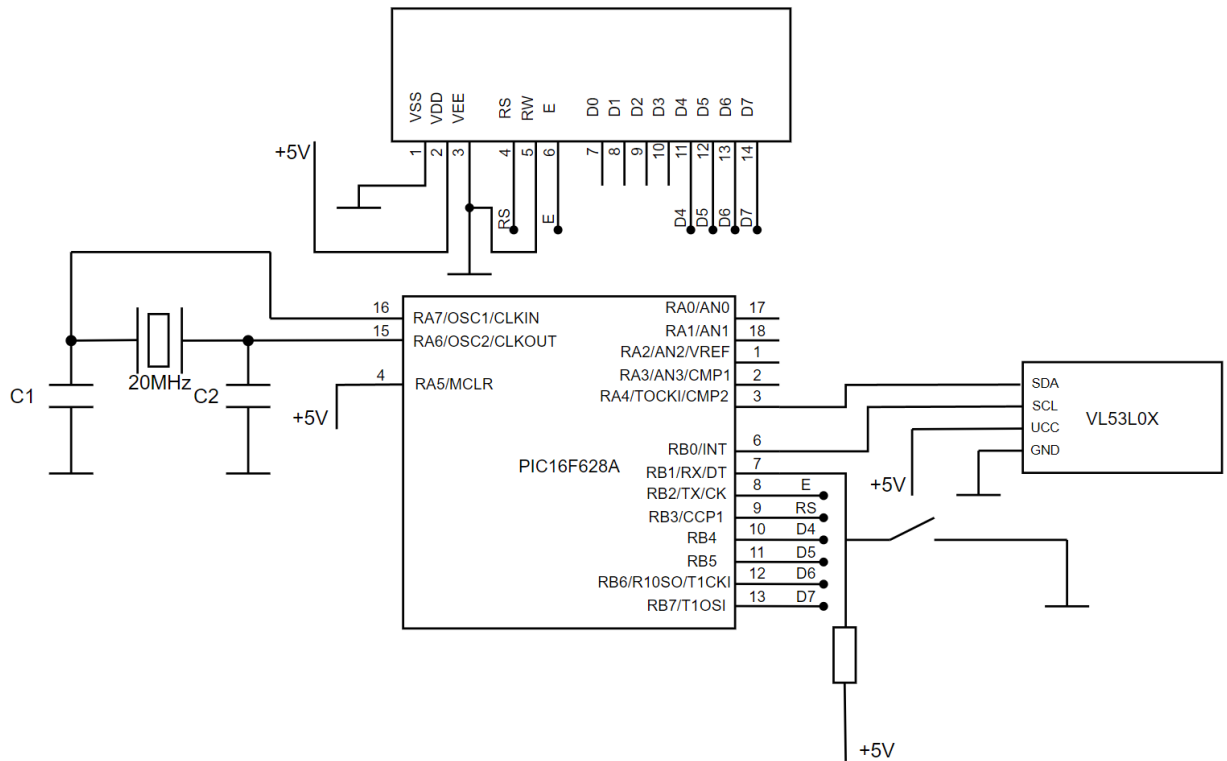 VSS
VDD
VEE
RS
RW
E
D0
D1
D2
D3
D4
D5
D6
D7
+5V
1
2
3
4
5
6
7
8
9
10
11
12
13
14
RS
E
D4
D5
D6
D7
16
RA7/OSC1/CLKIN
15
RA6/OSC2/CLKOUT
4
RA5/MCLR
20MHz
C1
C2
+5V
PIC16F628A
RA0/AN0 17
RA1/AN1 18
RA2/AN2/VREF 1
RA3/AN3/CMP1 2
RA4/TOCKI/CMP2 3
RB0/INT 6
RB1/RX/DT 7
RB2/TX/CK 8 E
RB3/CCP1 9 RS
RB4 10 D4
RB5 11 D5
RB6/R10SO/T1CKI 12 D6
RB7/T1OSI 13 D7
SDA
SCL
UCC
GND
VL53L0X
+5V
+5V